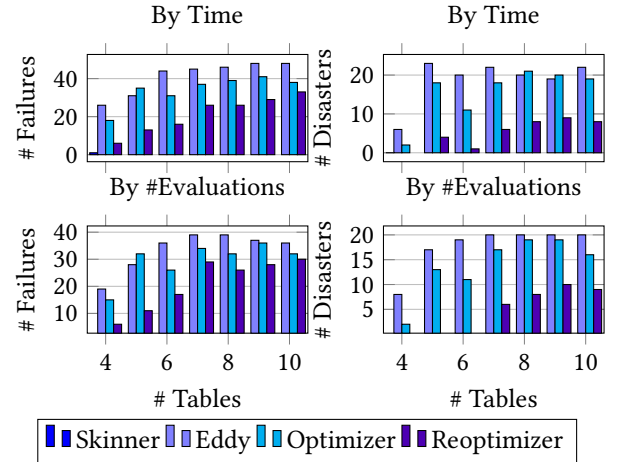 By Time
By Time
# Failures
40
20
0
# Disasters
20
10
0
By #Evaluations
By #Evaluations
# Failures
40
30
20
10
# Disasters
20
15
10
5
4 6 8 10
4 6 8 10
# Tables
# Tables
Skinner Eddy Optimizer Reoptimizer